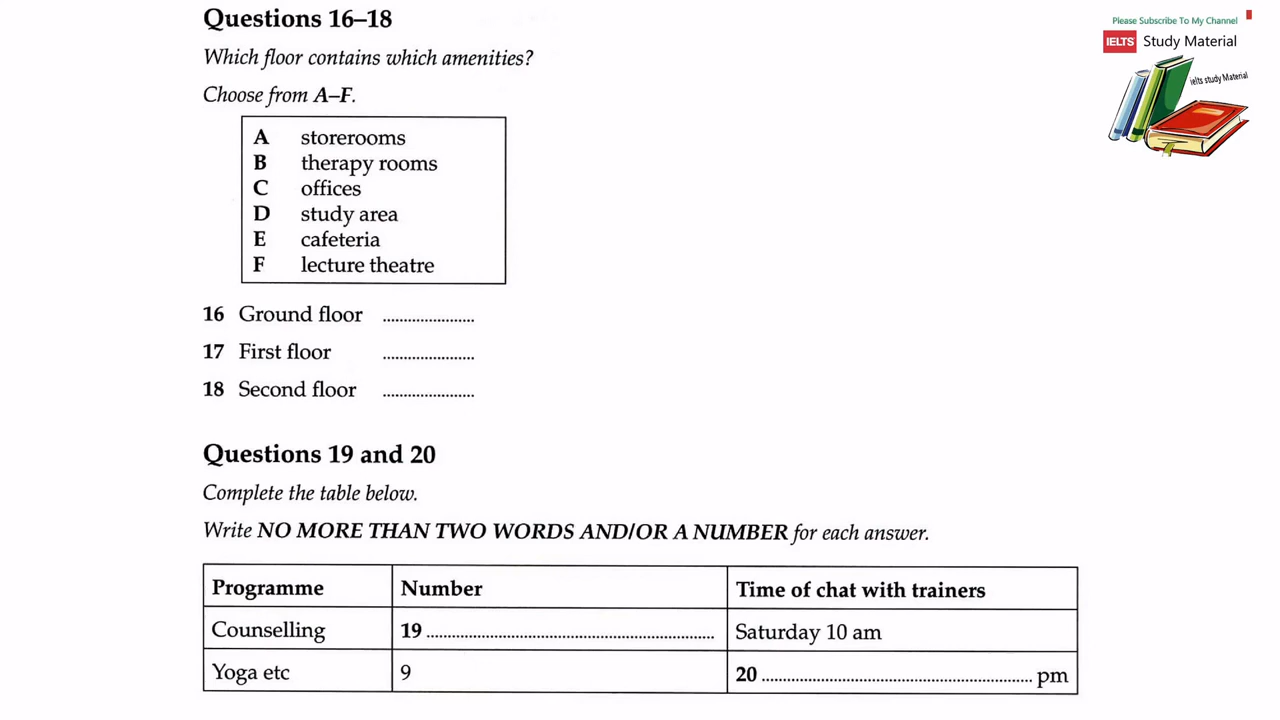 Questions 16–18
Which floor contains which amenities?
Choose from A–F.
A storerooms
B therapy rooms
C offices
D study area
E cafeteria
F lecture theatre
16 Ground floor ......................
17 First floor ......................
18 Second floor ......................
Questions 19 and 20
Complete the table below.
Write NO MORE THAN TWO WORDS AND/OR A NUMBER for each answer.
Programme Number Time of chat with trainers
Counselling 19 ...................................................................... Saturday 10 am
Yoga etc 9 20 ................................................................. pm
Please Subscribe To My Channel
IELTS Study Material
ielts study Material